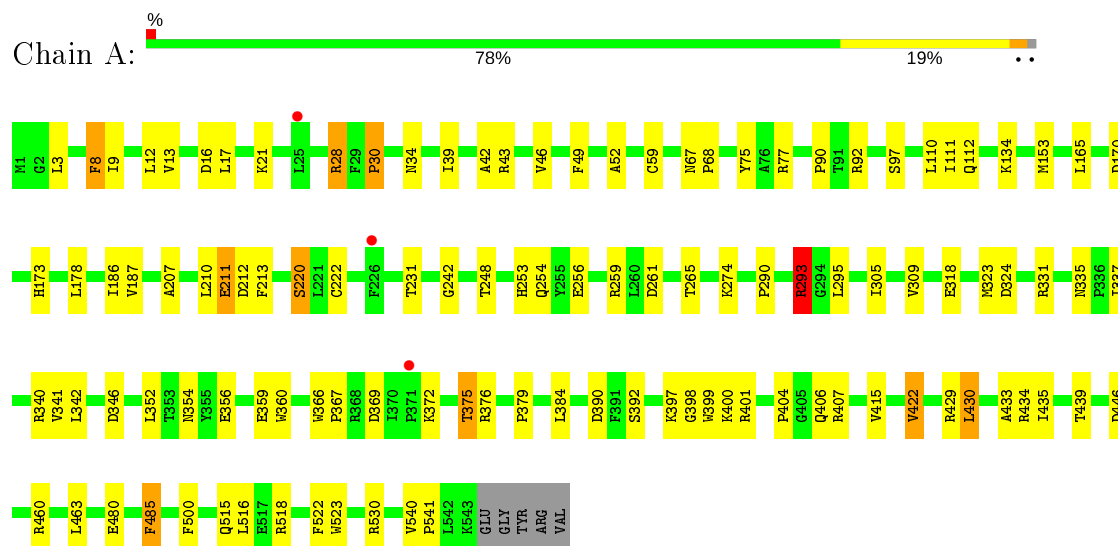 %
Chain A:
78% 19% • •
M1 G2 L3 F8 I9 L12 V13 D16 L17 K21 L25 R28 F29 P30 N34 I39 A42 R43 V46 F49 A52 C59 N67 P68 Y75 A76 R77 P90 T91 R92 S97 L110 I111 Q112 K134 M153 L165 D170
H173 L178 I186 V187 A207 L210 E211 D212 F213 S220 L221 C222 F226 T231 G242 T248 H253 Q254 Y255 E256 R259 L260 D261 T265 K274 P290 R293 G294 L295 I305 V309 E318 M323 D324 R331 N335 P336 I337
R340 V341 L342 D346 L352 T353 N354 Y355 E356 E359 W360 W366 P367 R368 D369 I370 P371 K372 T375 R376 P379 L384 D390 F391 S392 K397 G398 W399 K400 R401 P404 G405 Q406 R407 V415 V422 R429 L430 A433 R434 I435 T439
R460 L463 E480 F485 F500 Q515 L516 E517 R518 F522 W523 R530 V540 P541 L542 K543 GLU GLY TYR ARG VAL